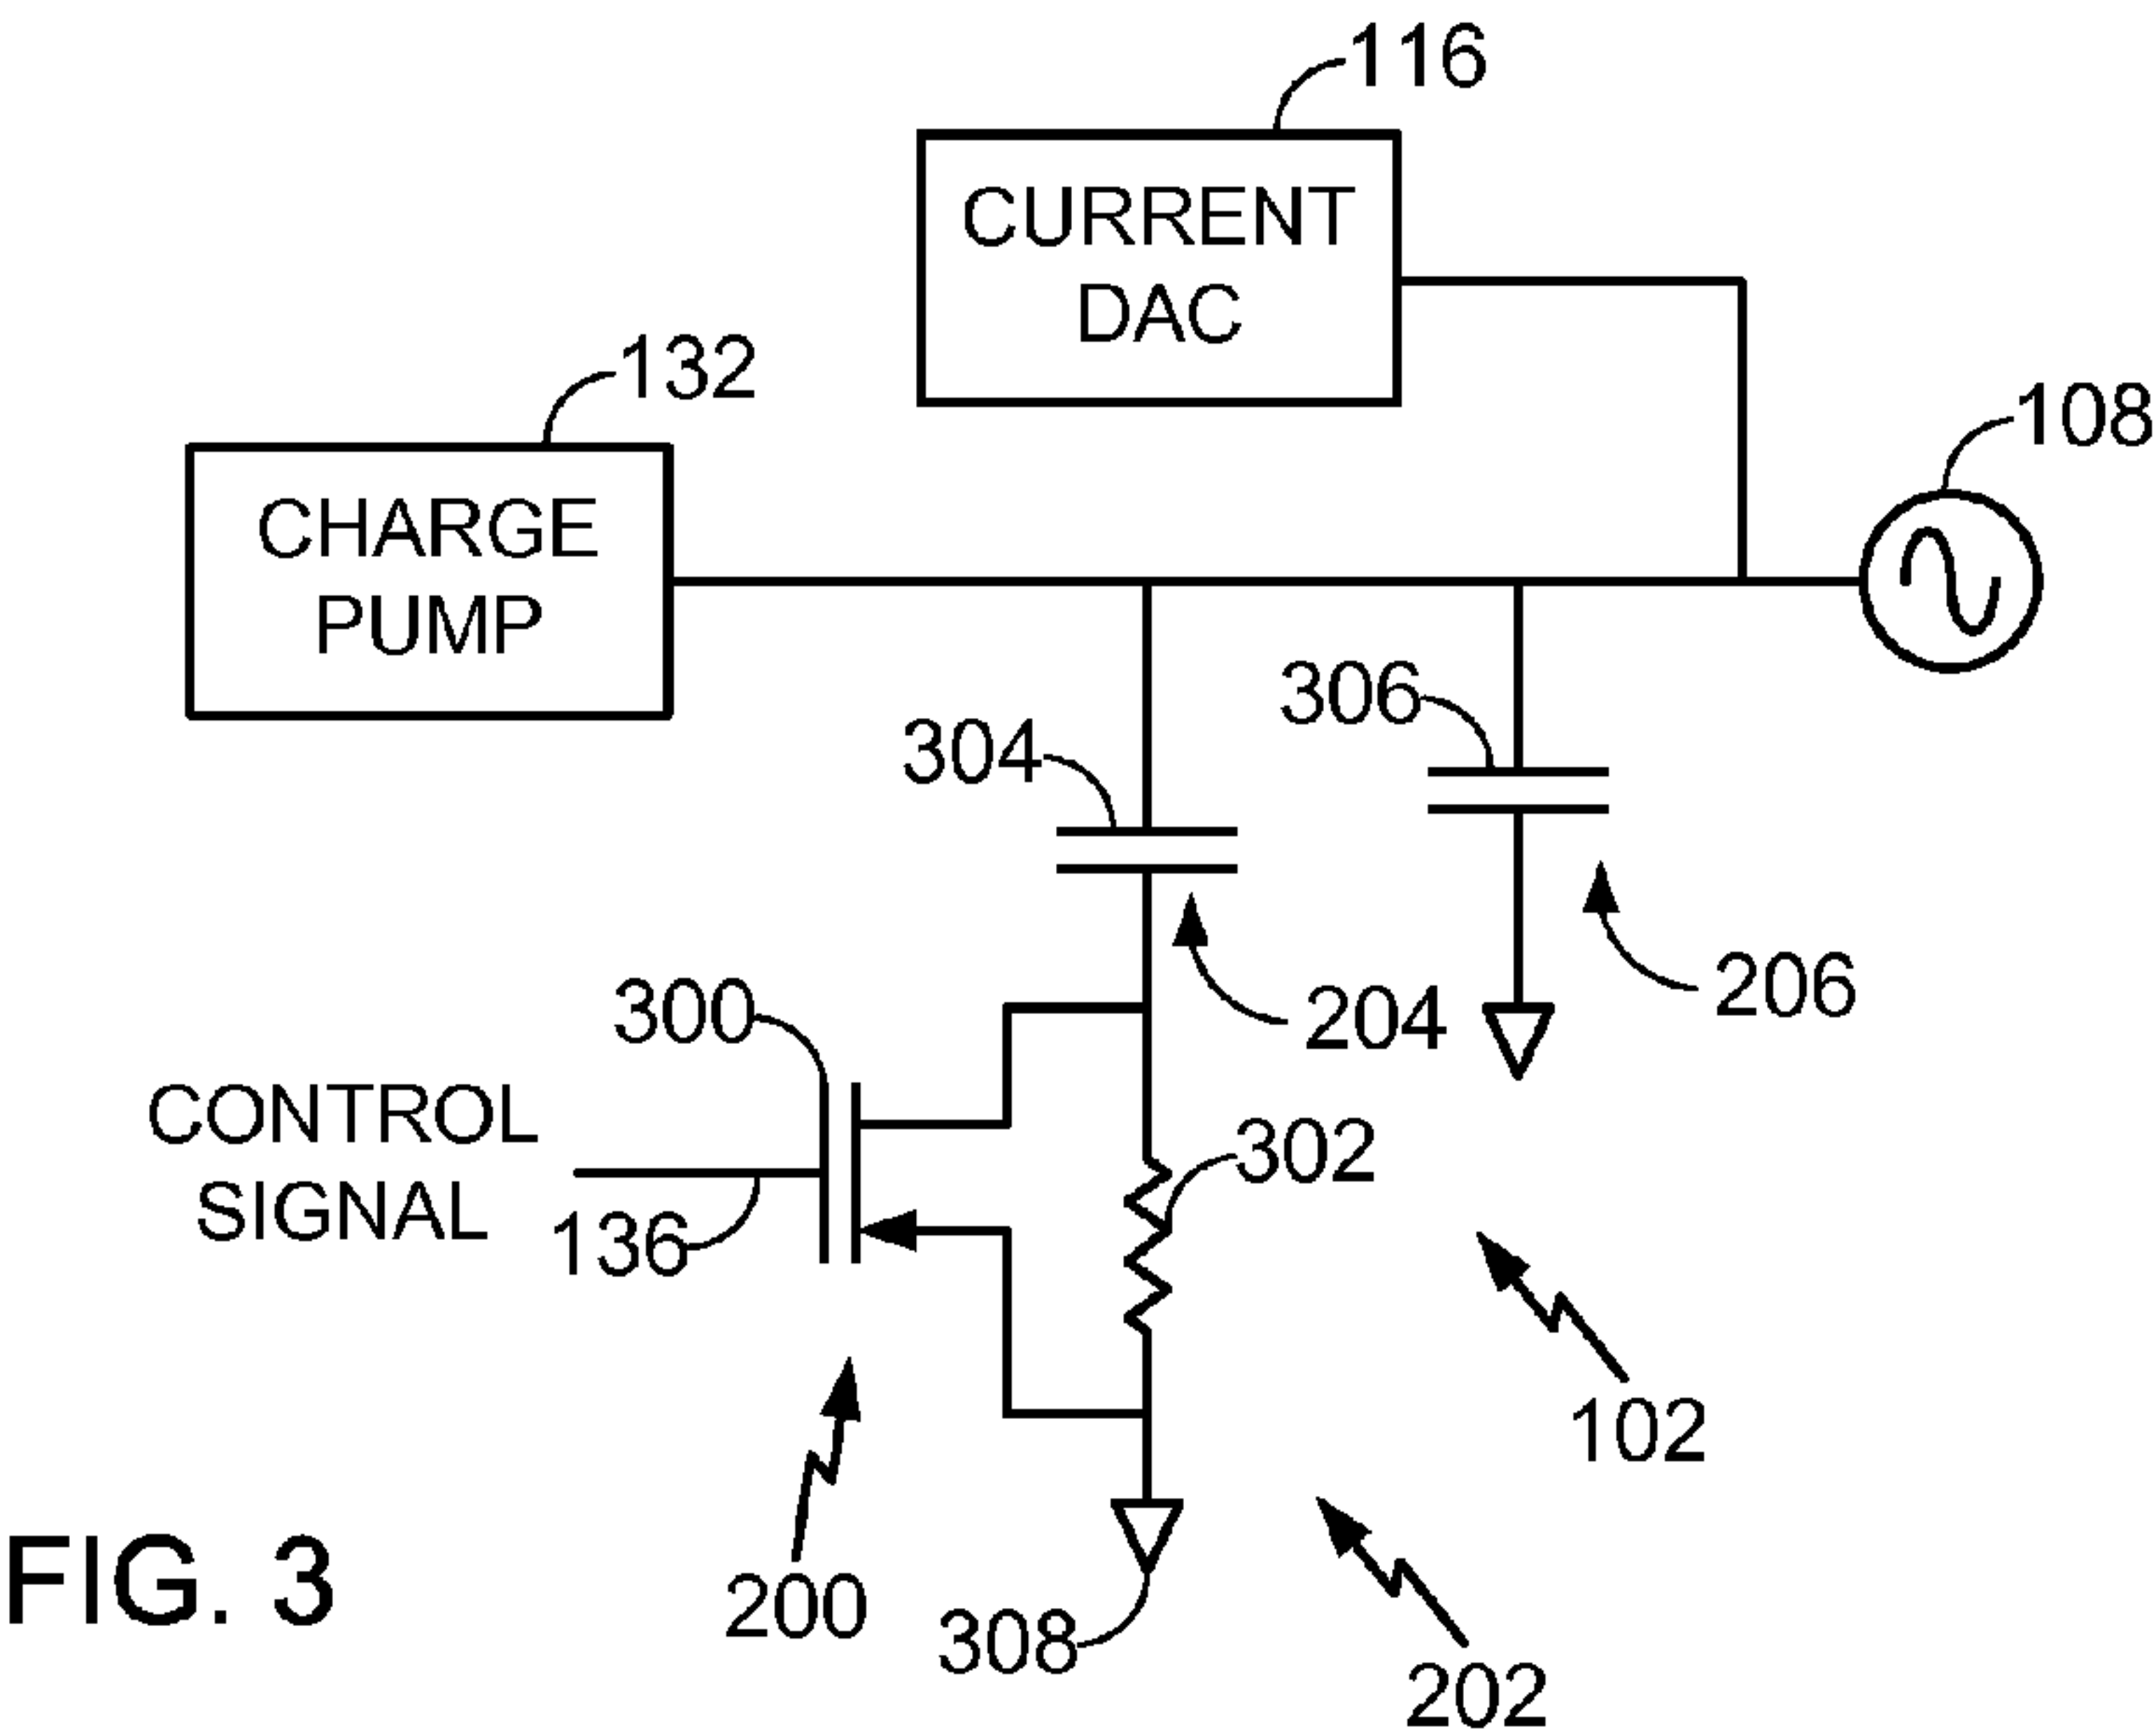 116
CURRENT
DAC
132
108
CHARGE
PUMP
306
304
206
204
300
CONTROL
SIGNAL
302
136
102
200
308
202
FIG. 3